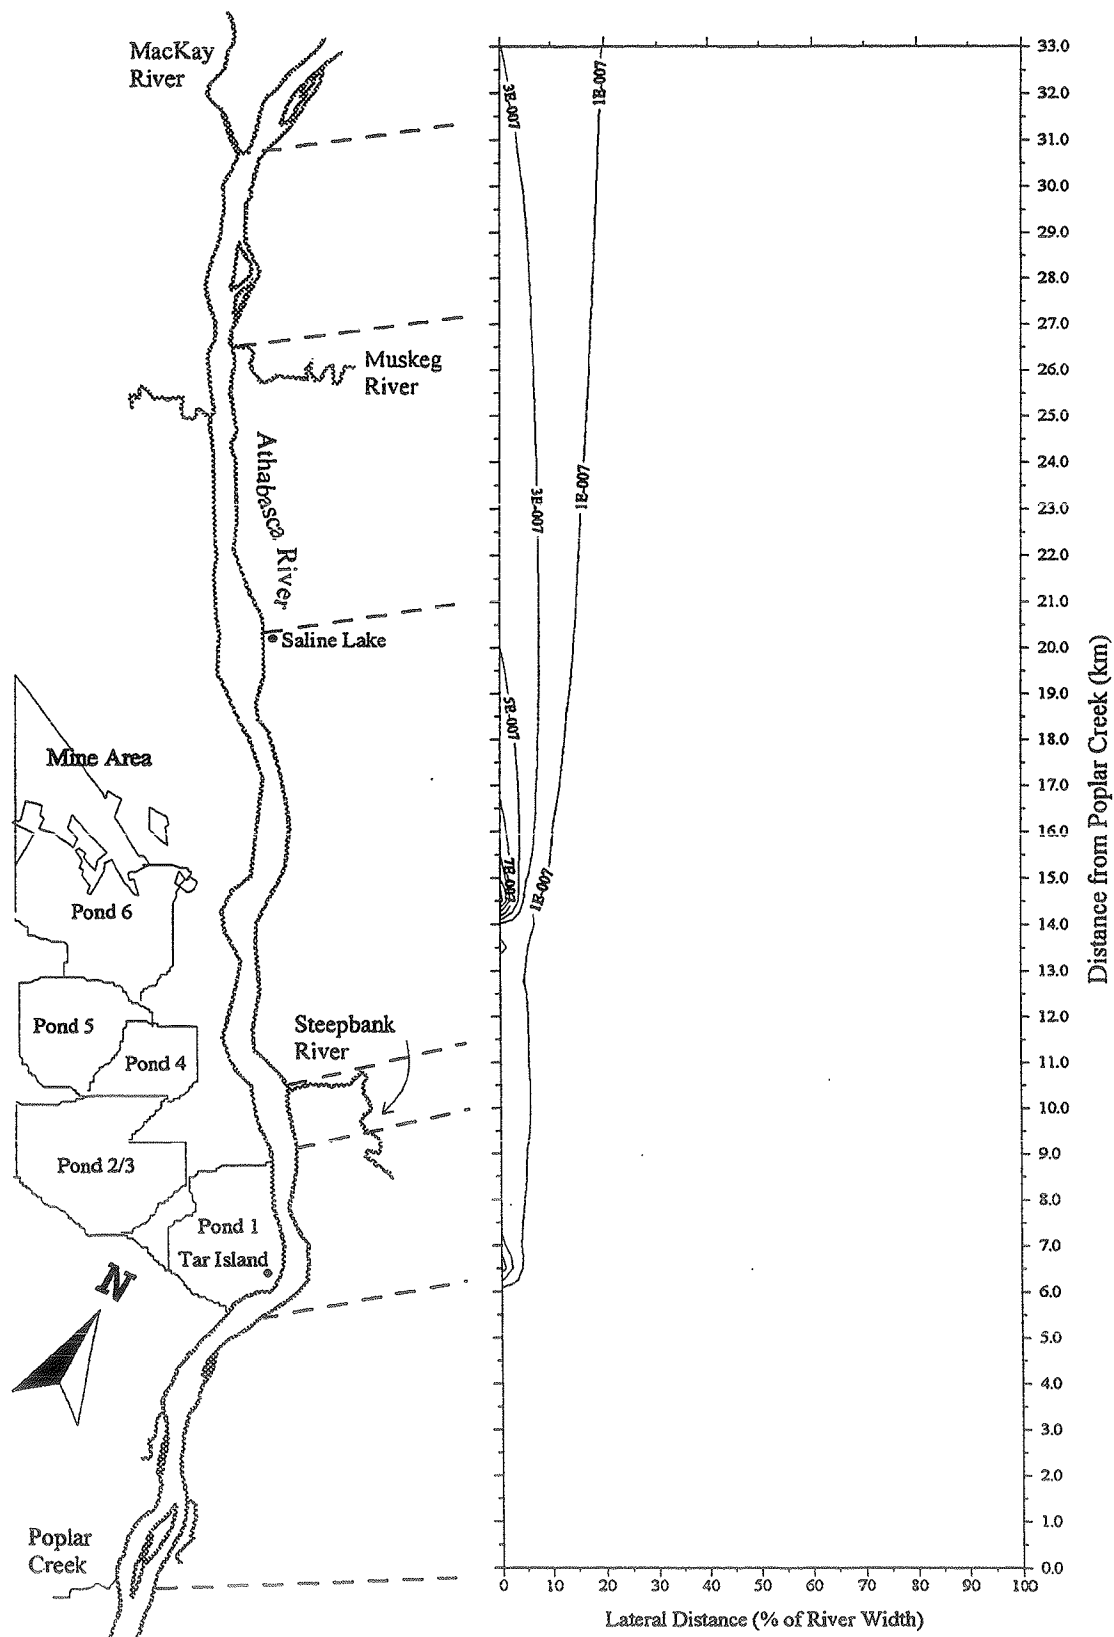 MacKay
River
Muskeg
River
Athabasca River
Saline Lake
Mine Area
Pond 6
Pond 5
Pond 4
Steepbank
River
Pond 2/3
Pond 1
Tar Island
N
Poplar
Creek
3E-007
1E-007
3E-007
1E-007
5E-007
7E-007
1E-007
33.0
32.0
31.0
30.0
29.0
28.0
27.0
26.0
25.0
24.0
23.0
22.0
21.0
20.0
19.0
18.0
17.0
16.0
15.0
14.0
13.0
12.0
11.0
10.0
9.0
8.0
7.0
6.0
5.0
4.0
3.0
2.0
1.0
0.0
Distance from Poplar Creek (km)
0 10 20 30 40 50 60 70 80 90 100
Lateral Distance (% of River Width)